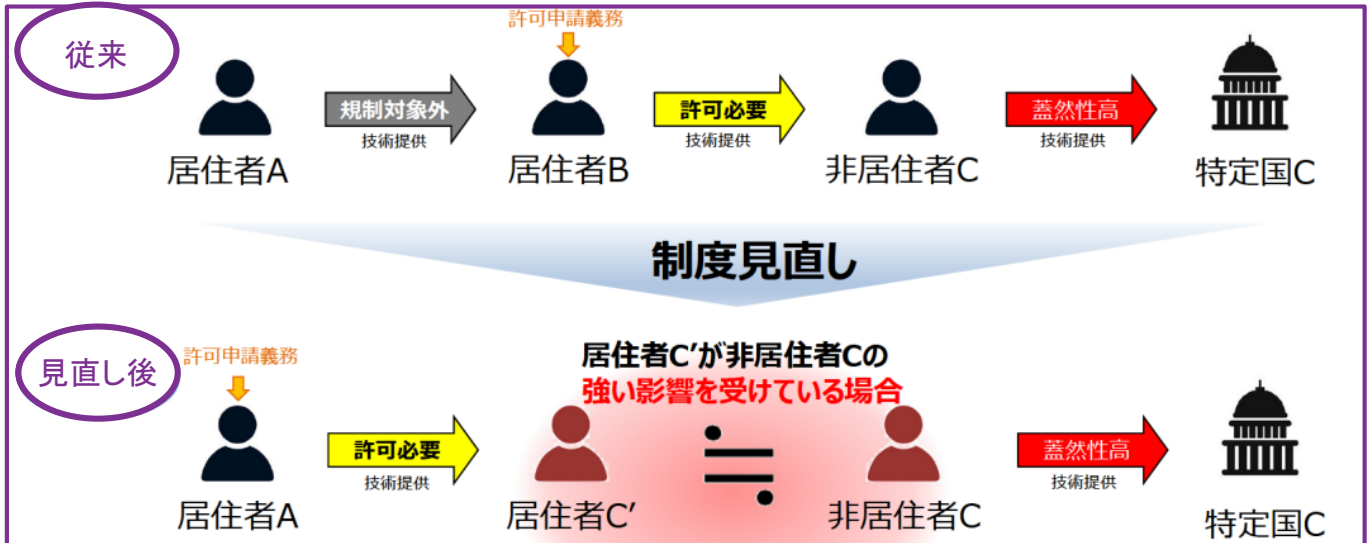 従来
許可申請義務
規制対象外
技術提供
許可必要
技術提供
蓋然性高
技術提供
居住者A
居住者B
非居住者C
特定国C
制度見直し
見直し後
許可申請義務
居住者C′が非居住者Cの
強い影響を受けている場合
許可必要
技術提供
≒
蓋然性高
技術提供
居住者A
居住者C′
非居住者C
特定国C